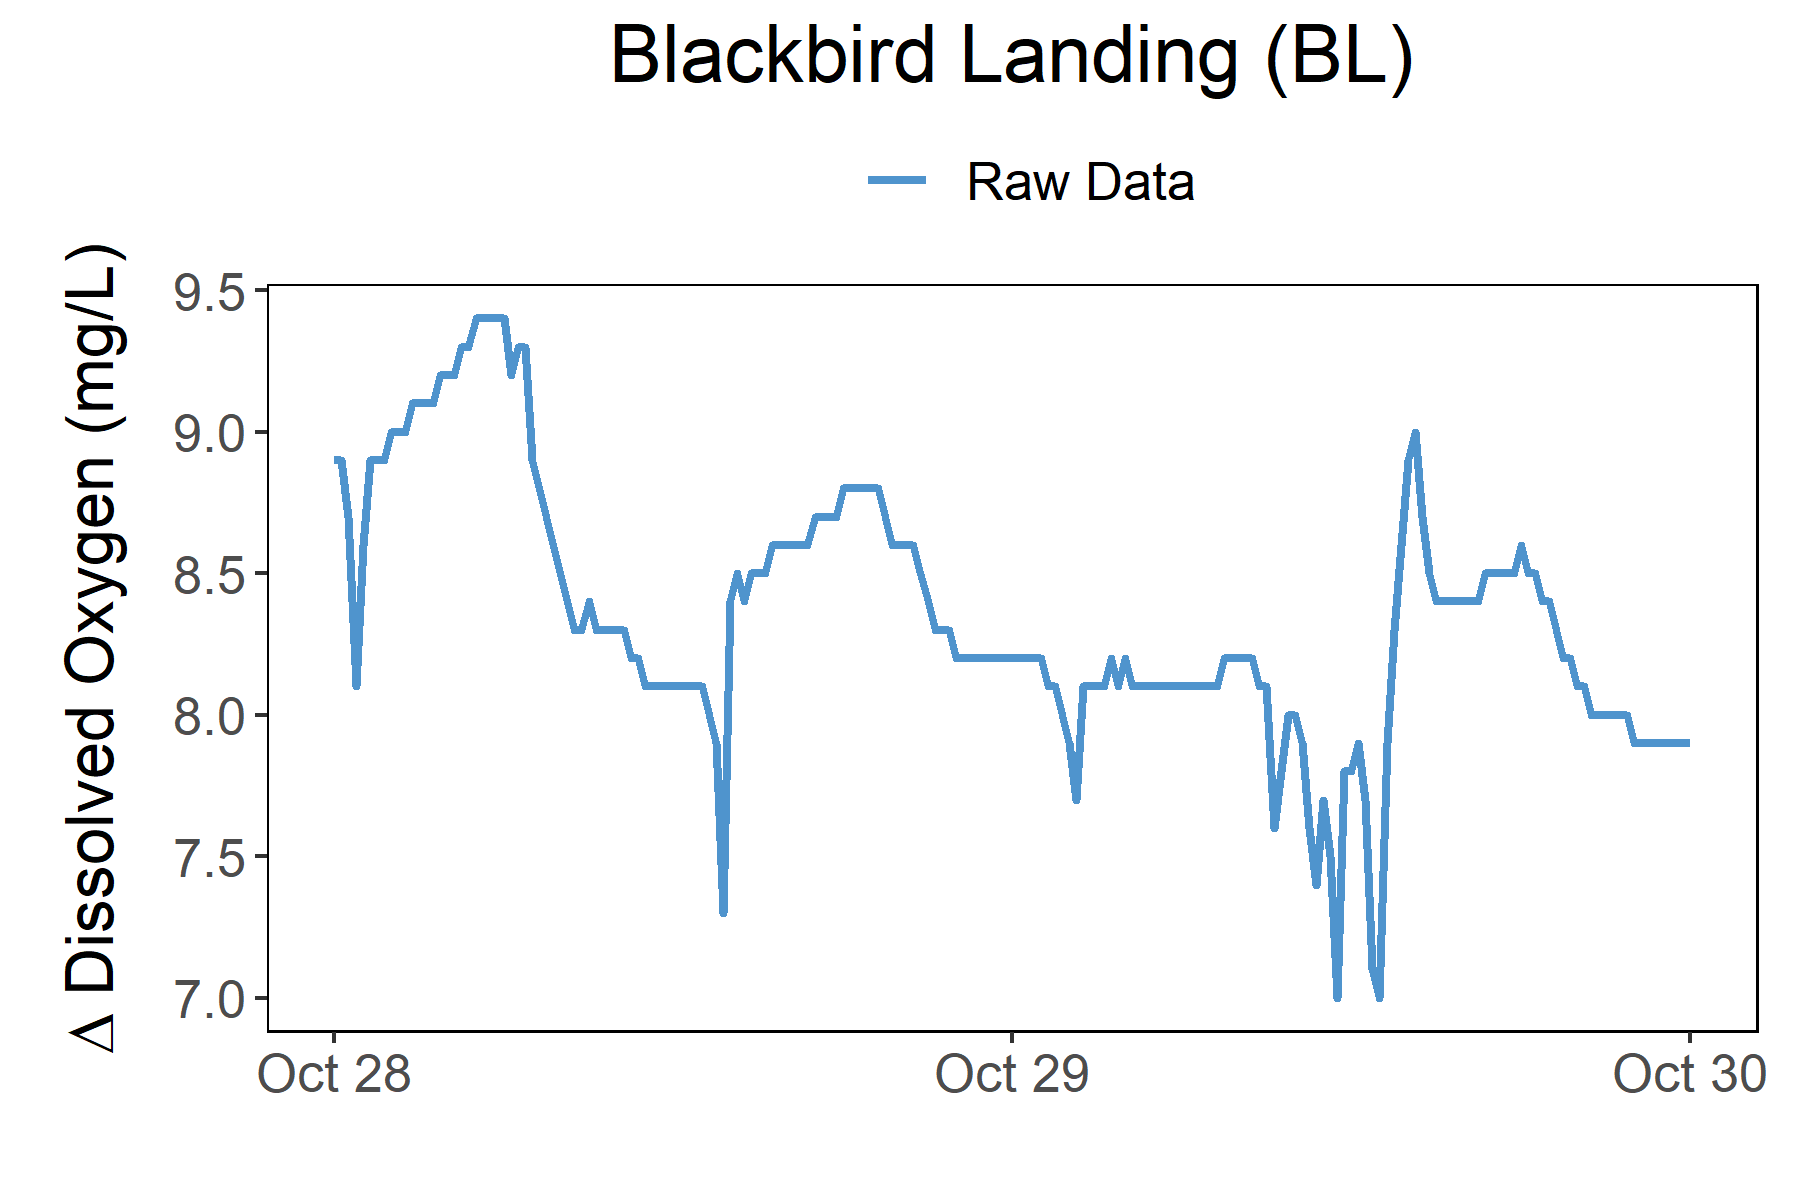 Blackbird Landing (BL)
Raw Data
Δ Dissolved Oxygen (mg/L)
9.5
9.0
8.5
8.0
7.5
7.0
Oct 28 Oct 29 Oct 30